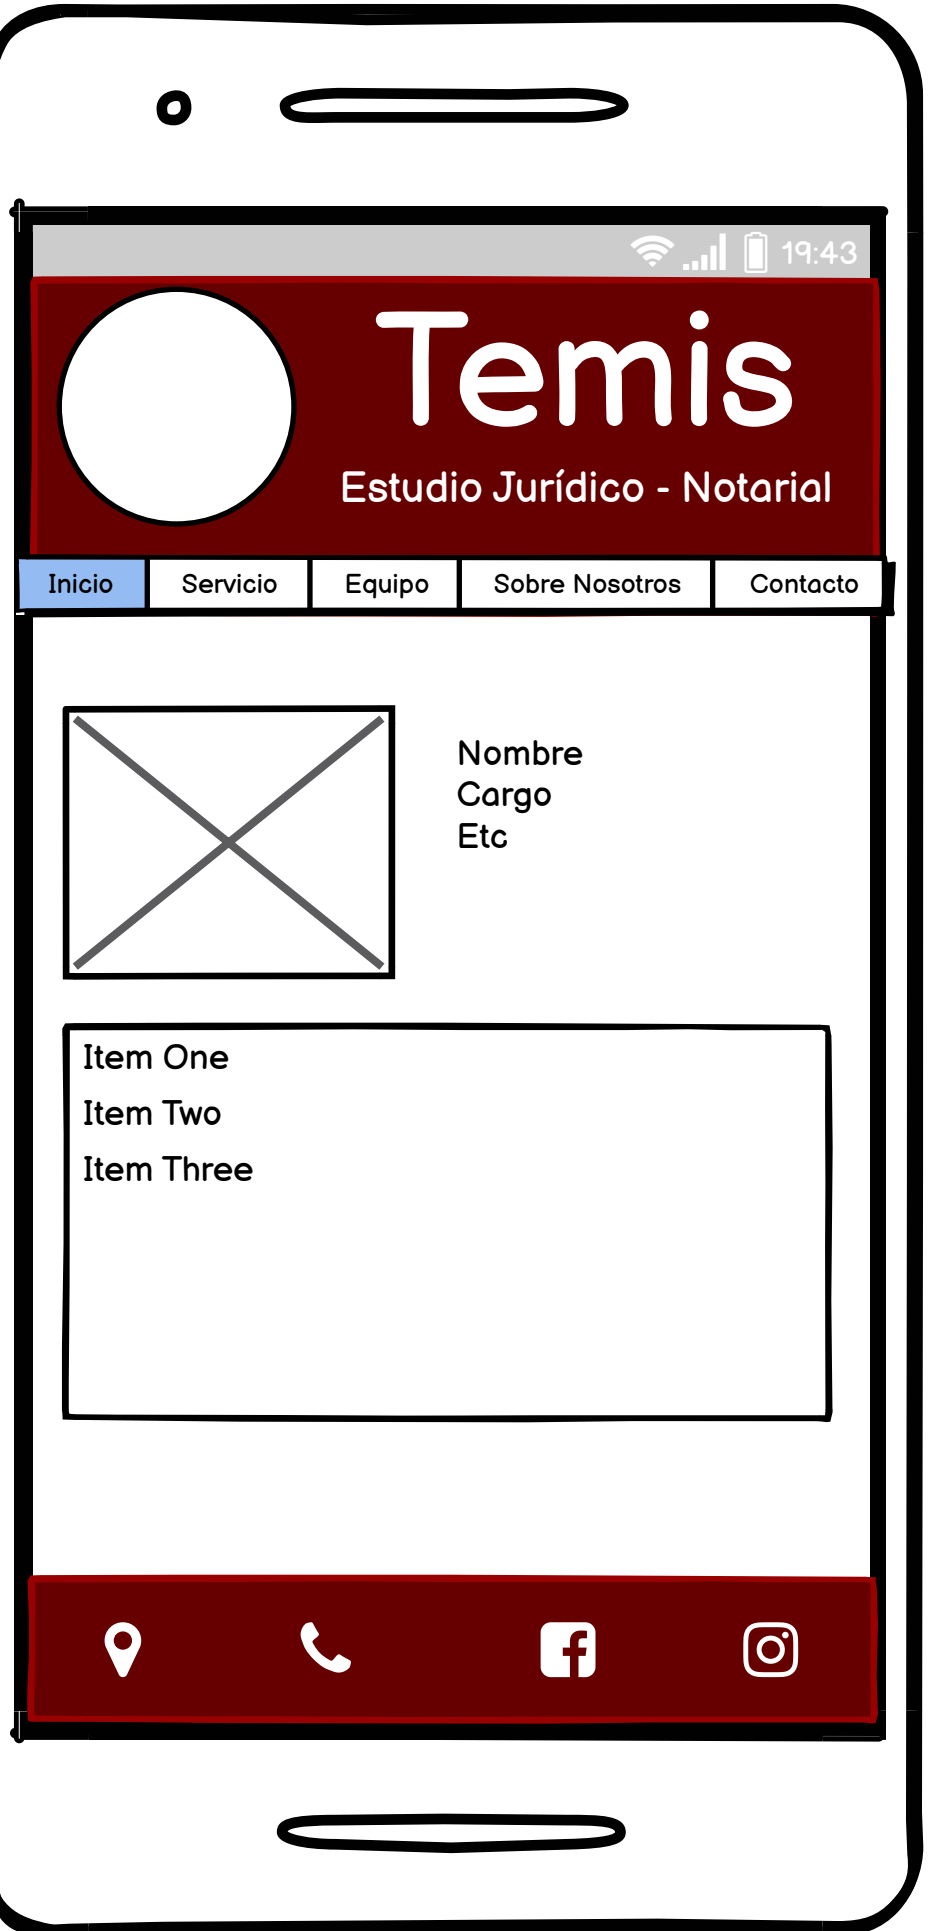 19:43
Temis
Estudio Jurídico - Notarial
Inicio Servicio Equipo Sobre Nosotros Contacto
Nombre
Cargo
Etc
Item One
Item Two
Item Three